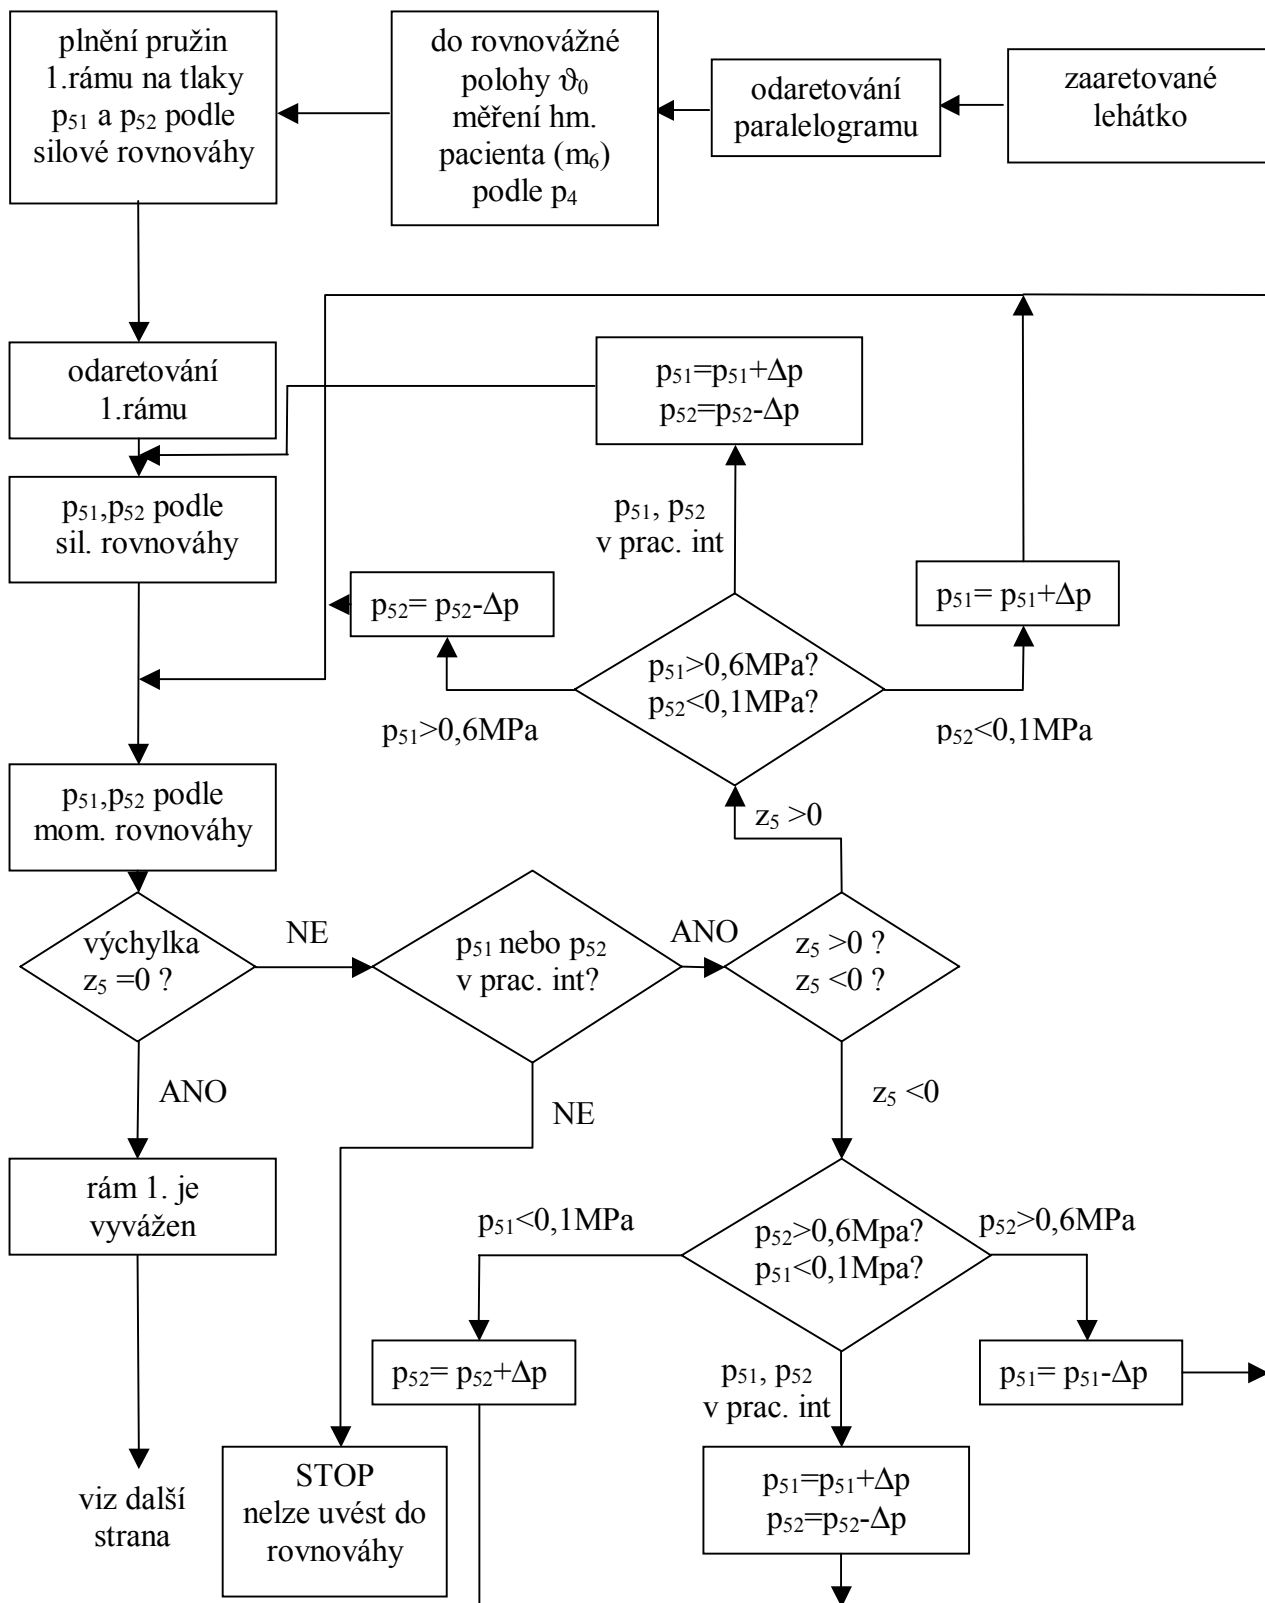 plnění pružin
1.rámu na tlaky
p₅₁ a p₅₂ podle
silové rovnováhy
do rovnovážné
polohy ϑ₀
měření hm.
pacienta (m₆)
podle p₄
odaretování
paralelogramu
zaaretované
lehátko
odaretování
1.rámu
p₅₁=p₅₁+Δp
p₅₂=p₅₂-Δp
p₅₁,p₅₂ podle
sil. rovnováhy
p₅₁, p₅₂
v prac. int
p₅₂= p₅₂-Δp
p₅₁= p₅₁+Δp
p₅₁>0,6MPa?
p₅₂<0,1MPa?
p₅₁>0,6MPa
p₅₂<0,1MPa
p₅₁,p₅₂ podle
mom. rovnováhy
z₅ >0
výchylka
z₅ =0 ?
NE
p₅₁ nebo p₅₂
v prac. int?
ANO
z₅ >0 ?
z₅ <0 ?
ANO
NE
z₅ <0
rám 1. je
vyvážen
p₅₁<0,1MPa
p₅₂>0,6Mpa?
p₅₁<0,1Mpa?
p₅₂>0,6MPa
p₅₂= p₅₂+Δp
p₅₁, p₅₂
v prac. int
p₅₁= p₅₁-Δp
viz další
strana
STOP
nelze uvést do
rovnováhy
p₅₁=p₅₁+Δp
p₅₂=p₅₂-Δp